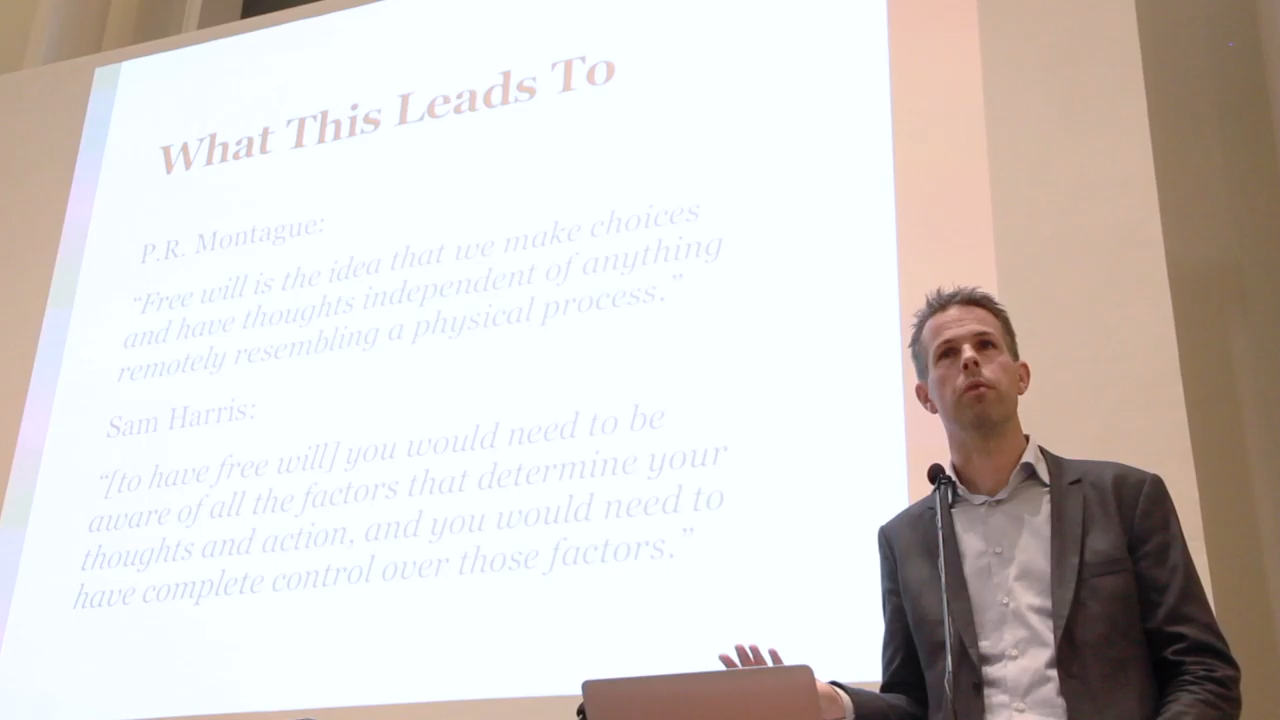 What This Leads To
P.R. Montague:
“Free will is the idea that we make choices
and have thoughts independent of anything
remotely resembling a physical process.”
Sam Harris:
“[to have free will] you would need to be
aware of all the factors that determine your
thoughts and action, and you would need to
have complete control over those factors.”